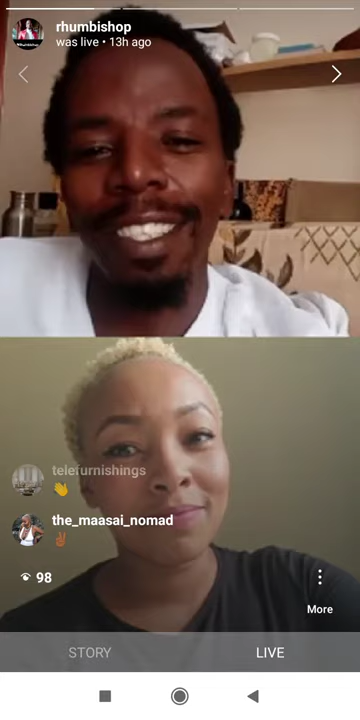 rhumbishop
was live • 13h ago
telefurnishings
👋
the_maasai_nomad
✌🏾
98
More
STORY
LIVE